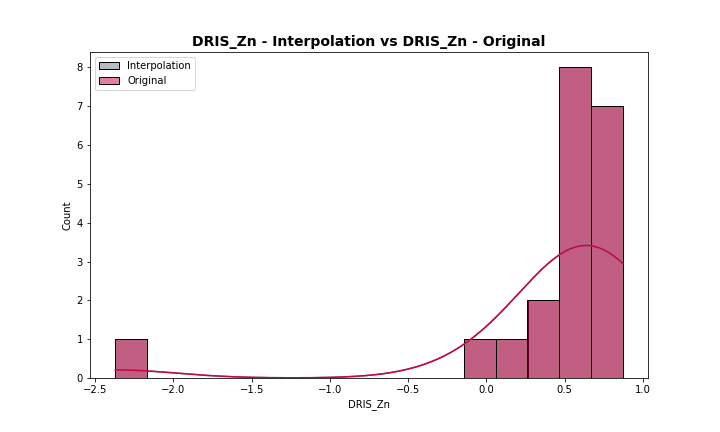 DRIS_Zn - Interpolation vs DRIS_Zn - Original
Interpolation
Original
8
7
6
5
4
3
2
1
0
Count
−2.5 −2.0 −1.5 −1.0 −0.5 0.0 0.5 1.0
DRIS_Zn